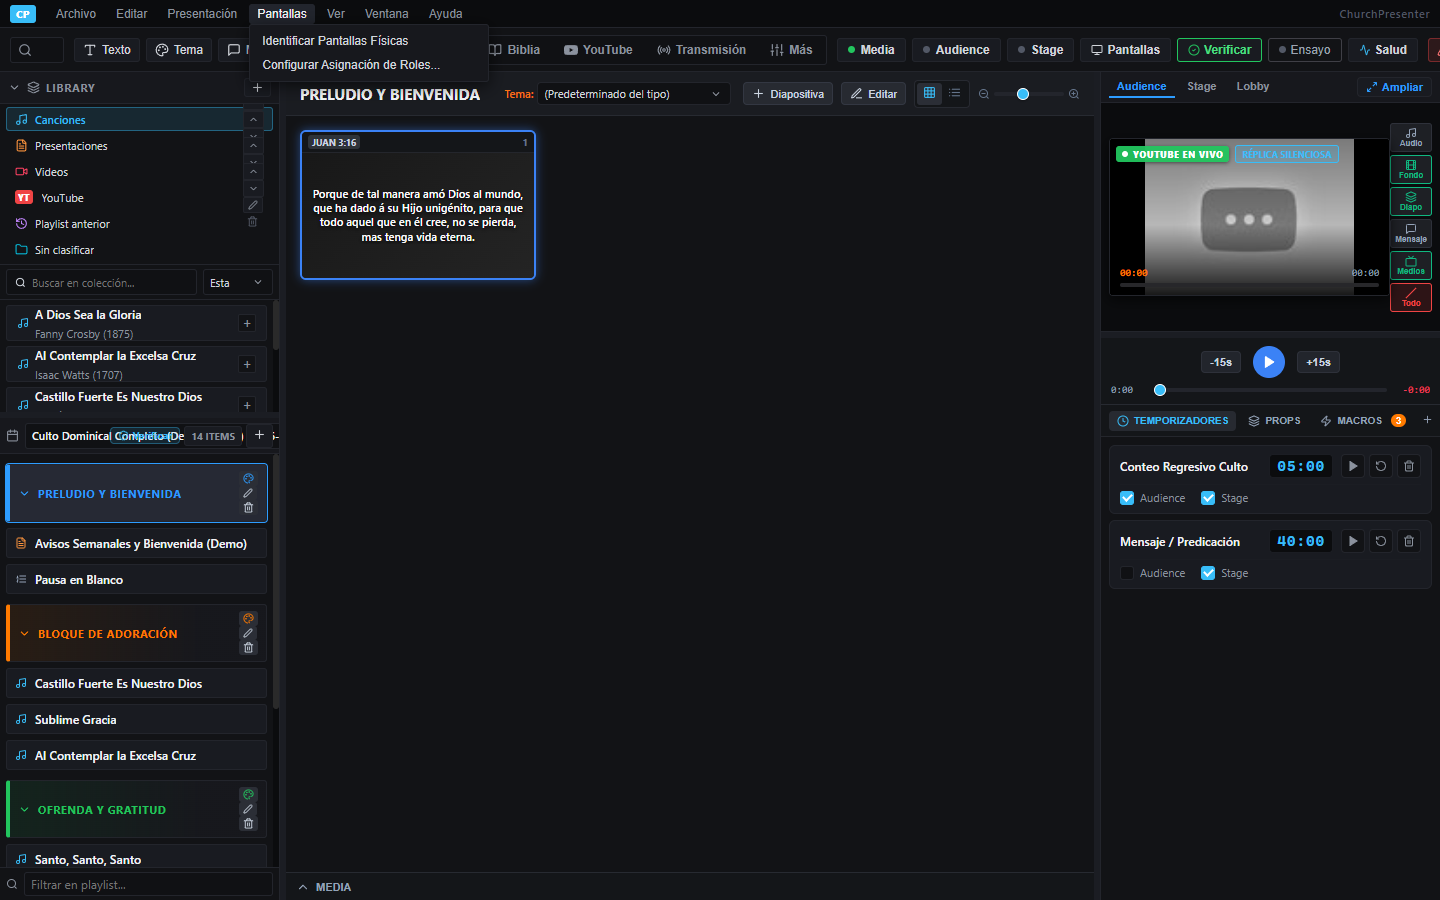 CP Archivo Editar Presentación Pantallas Ver Ventana Ayuda ChurchPresenter
Identificar Pantallas Físicas
Configurar Asignación de Roles...
Texto Tema Biblia YouTube Transmisión Más Media Audience Stage Pantallas Verificar Ensayo Salud
LIBRARY
Canciones
Presentaciones
Videos
YT YouTube
Playlist anterior
Sin clasificar
Buscar en colección... Esta
A Dios Sea la Gloria
Fanny Crosby (1875)
Al Contemplar la Excelsa Cruz
Isaac Watts (1707)
Castillo Fuerte Es Nuestro Dios
Culto Dominical Completo (De 14 ITEMS
PRELUDIO Y BIENVENIDA
Avisos Semanales y Bienvenida (Demo)
Pausa en Blanco
BLOQUE DE ADORACIÓN
Castillo Fuerte Es Nuestro Dios
Sublime Gracia
Al Contemplar la Excelsa Cruz
OFRENDA Y GRATITUD
Santo, Santo, Santo
Filtrar en playlist...
PRELUDIO Y BIENVENIDA Tema: (Predeterminado del tipo) Diapositiva Editar
JUAN 3:16 1
Porque de tal manera amó Dios al mundo,
que ha dado á su Hijo unigénito, para que
todo aquel que en él cree, no se pierda,
mas tenga vida eterna.
MEDIA
Audience Stage Lobby Ampliar
YOUTUBE EN VIVO RÉPLICA SILENCIOSA
00:00 00:00
Audio
Fondo
Diapo
Mensaje
Medios
Todo
-15s +15s
0:00 -0:00
TEMPORIZADORES PROPS MACROS 3
Conteo Regresivo Culto 05:00
Audience Stage
Mensaje / Predicación 40:00
Audience Stage